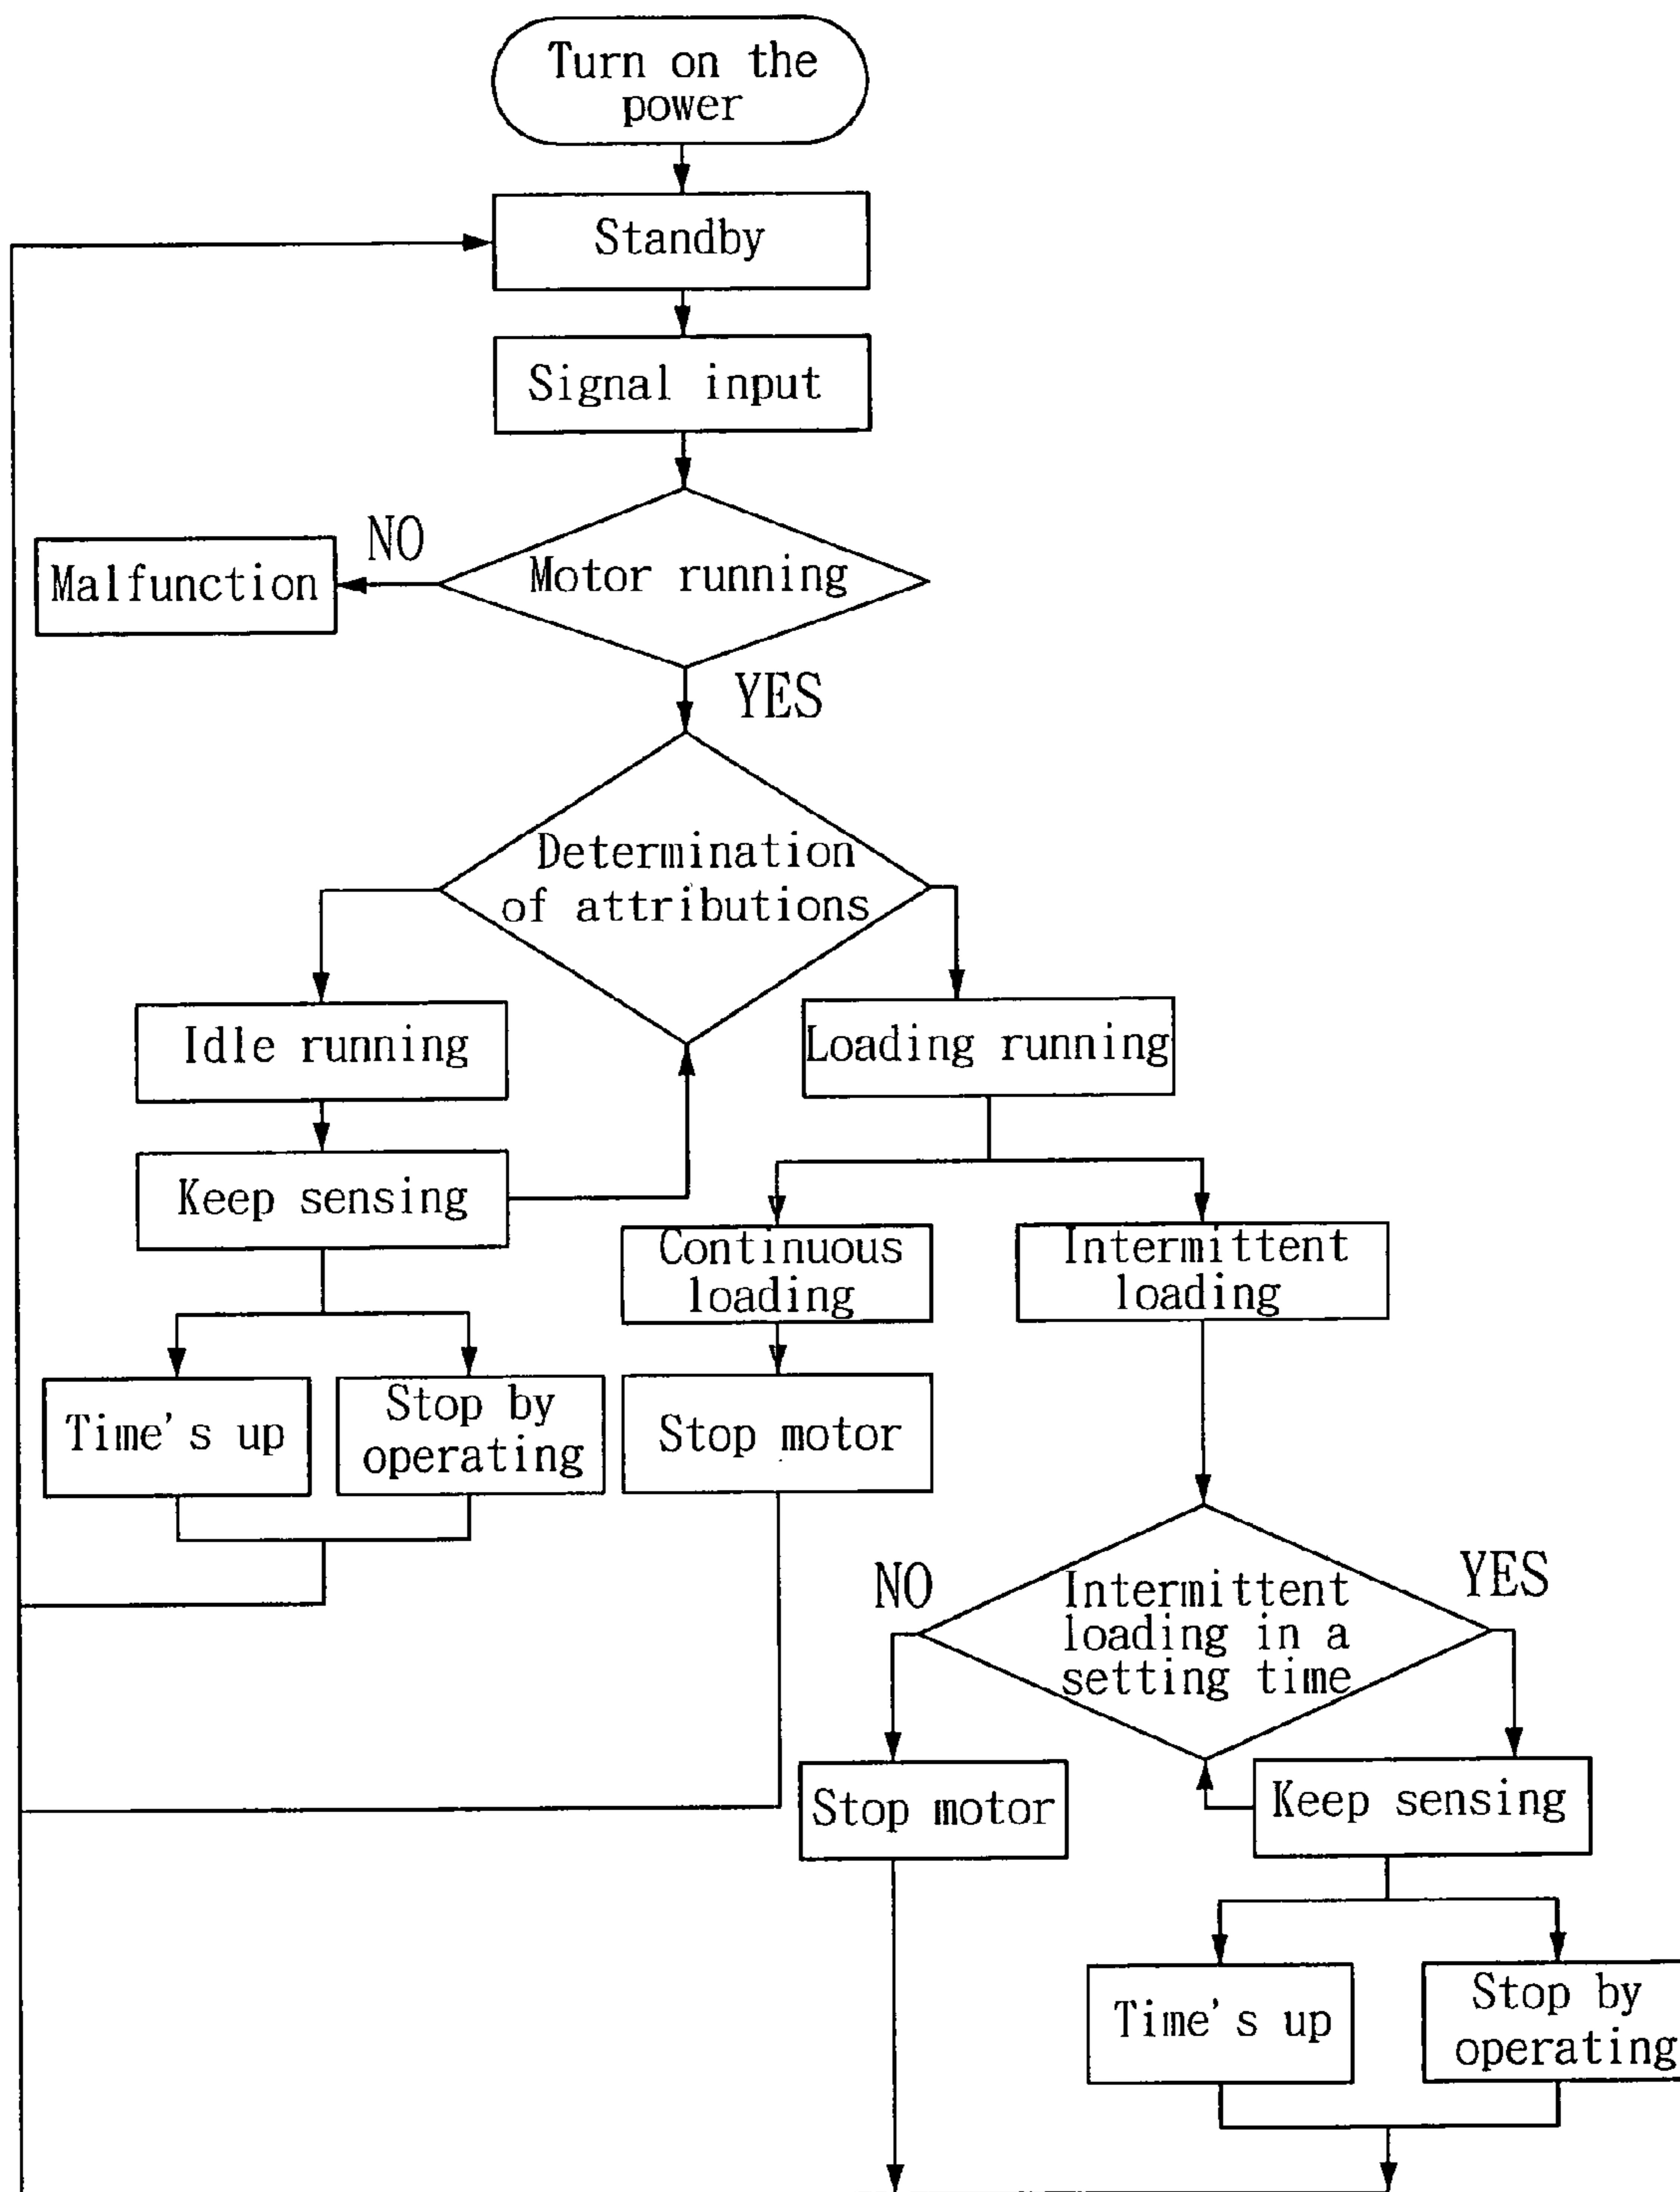 Turn on the
power
Standby
Signal input
NO
Malfunction
Motor running
YES
Determination
of attributions
Idle running
Loading running
Keep sensing
Continuous
loading
Intermittent
loading
Time's up
Stop by
operating
Stop motor
NO
YES
Intermittent
loading in a
setting time
Stop motor
Keep sensing
Time's up
Stop by
operating